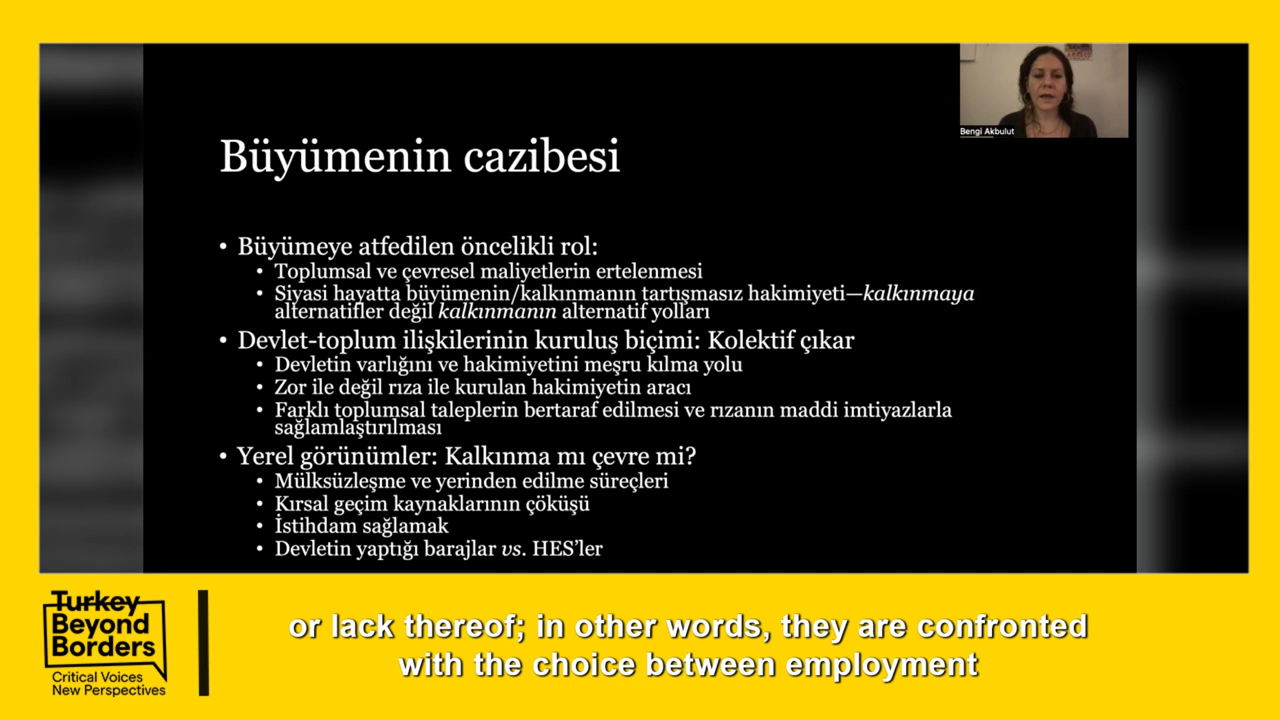 Bengi Akbulut
Büyümenin cazibesi
• Büyümeye atfedilen öncelikli rol:
• Toplumsal ve çevresel maliyetlerin ertelenmesi
• Siyasi hayatta büyümenin/kalkınmanın tartışmasız hakimiyeti—kalkınmaya
alternatifler değil kalkınmanın alternatif yolları
• Devlet-toplum ilişkilerinin kuruluş biçimi: Kolektif çıkar
• Devletin varlığını ve hakimiyetini meşru kılma yolu
• Zor ile değil rıza ile kurulan hakimiyetin aracı
• Farklı toplumsal taleplerin bertaraf edilmesi ve rızanın maddi imtiyazlarla
sağlamlaştırılması
• Yerel görünümler: Kalkınma mı çevre mi?
• Mülksüzleşme ve yerinden edilme süreçleri
• Kırsal geçim kaynaklarının çöküşü
• İstihdam sağlamak
• Devletin yaptığı barajlar vs. HES’ler
Turkey
Beyond
Borders
Critical Voices
New Perspectives
or lack thereof; in other words, they are confronted
with the choice between employment